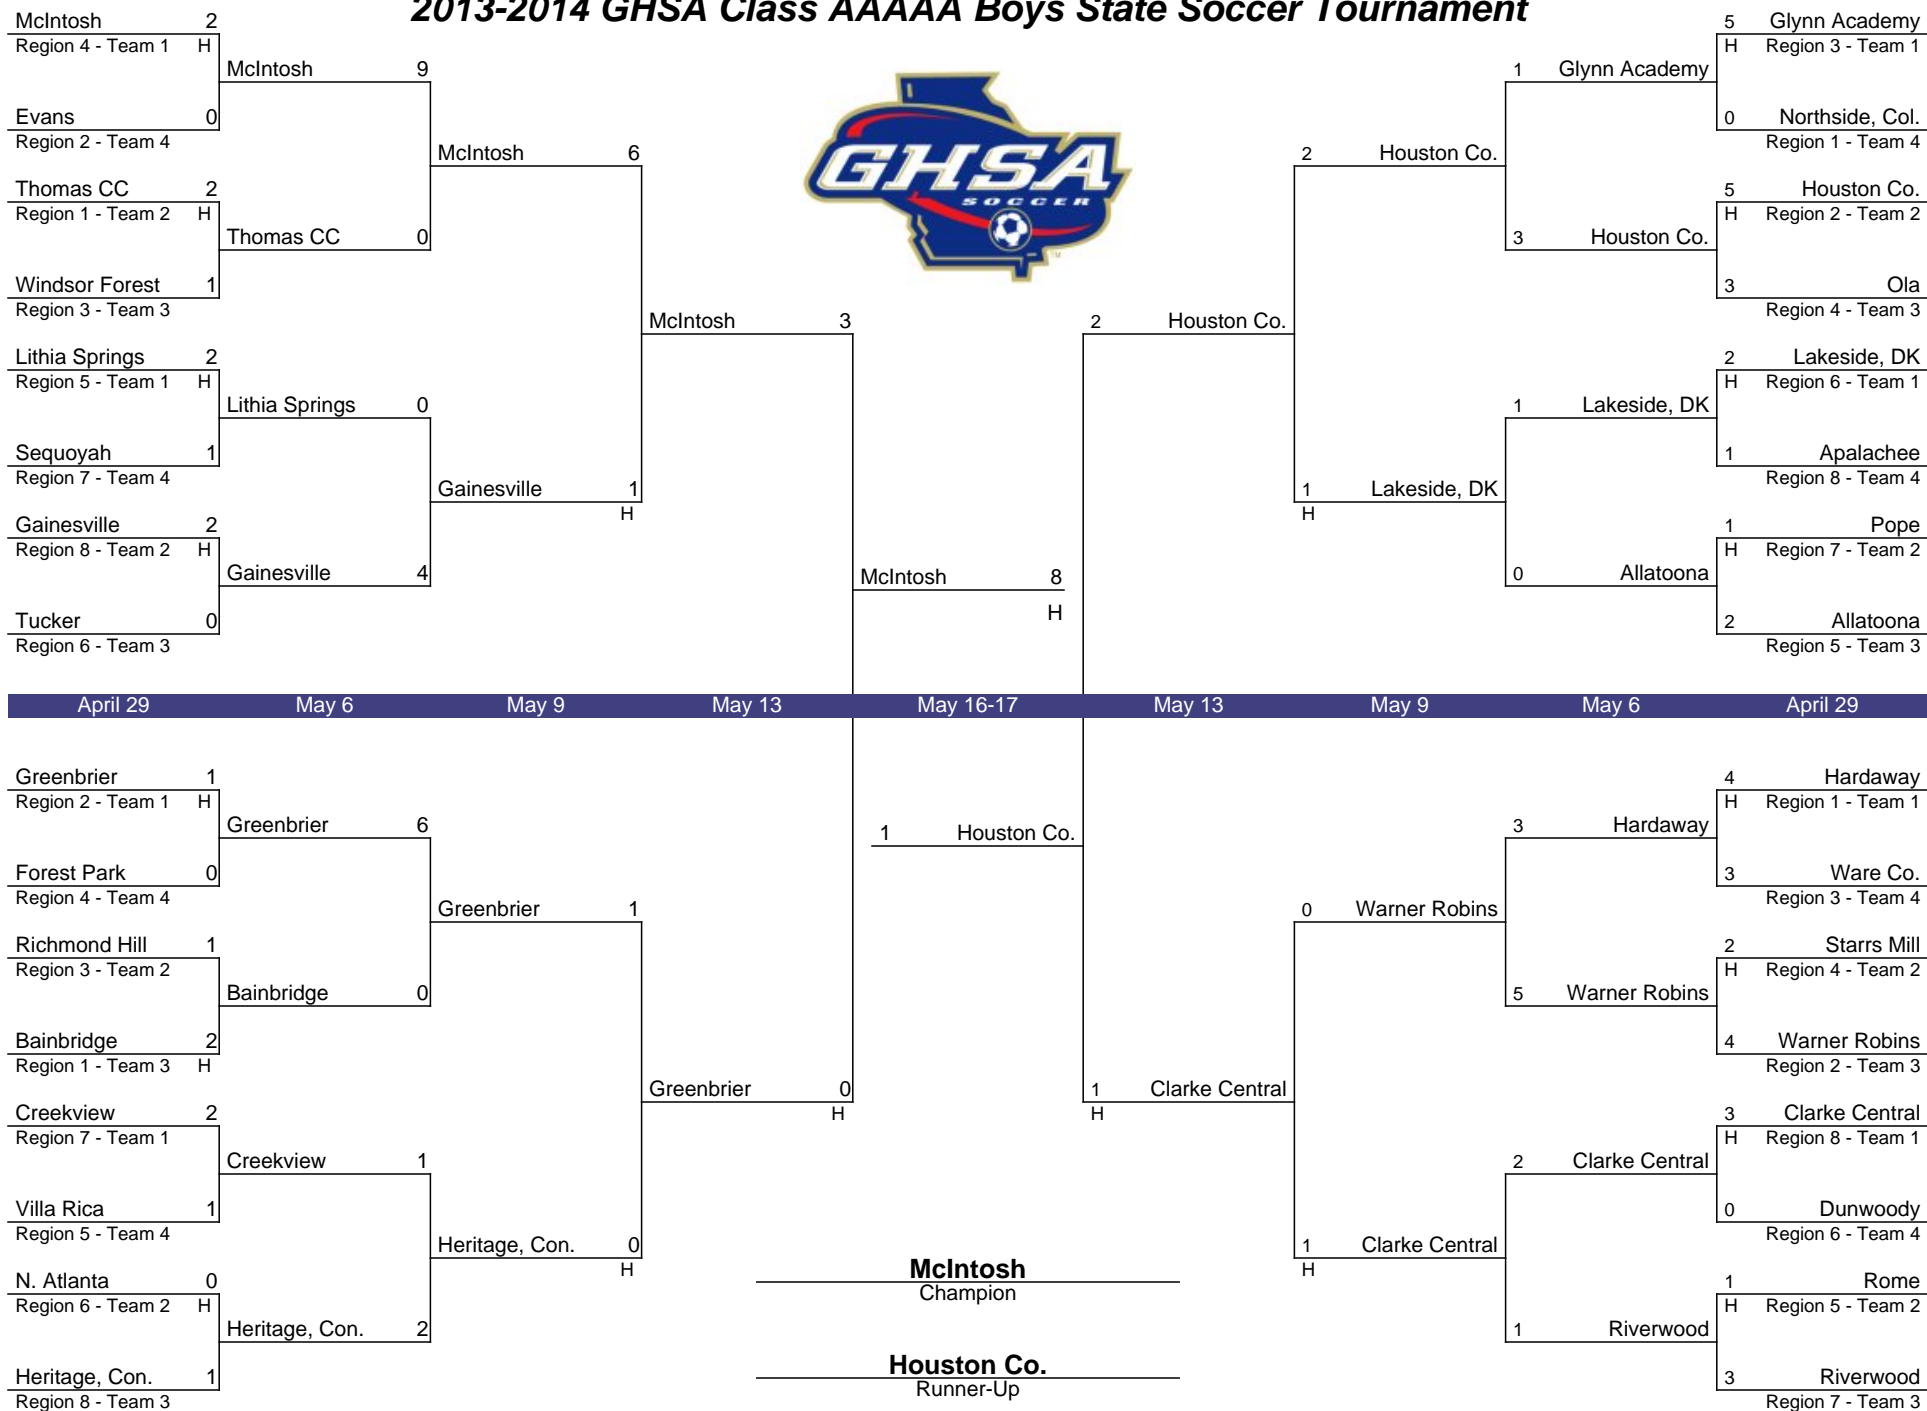 2013-2014 GHSA Class AAAAA Boys State Soccer Tournament
McIntosh 2
Region 4 - Team 1 H
McIntosh 9
Evans 0
Region 2 - Team 4
McIntosh 6
Thomas CC 2
Region 1 - Team 2 H
Thomas CC 0
Windsor Forest 1
Region 3 - Team 3
McIntosh 3
Lithia Springs 2
Region 5 - Team 1 H
Lithia Springs 0
Sequoyah 1
Region 7 - Team 4
Gainesville 1
H
Gainesville 2
Region 8 - Team 2 H
Gainesville 4
Tucker 0
Region 6 - Team 3
McIntosh 8
H
GHSA
SOCCER
TM
5 Glynn Academy
H Region 3 - Team 1
1 Glynn Academy
0 Northside, Col.
Region 1 - Team 4
2 Houston Co.
5 Houston Co.
H Region 2 - Team 2
3 Houston Co.
3 Ola
Region 4 - Team 3
2 Houston Co.
2 Lakeside, DK
H Region 6 - Team 1
1 Lakeside, DK
1 Apalachee
Region 8 - Team 4
1 Lakeside, DK
H
1 Pope
H Region 7 - Team 2
0 Allatoona
2 Allatoona
Region 5 - Team 3
April 29 May 6 May 9 May 13 May 16-17 May 13 May 9 May 6 April 29
Greenbrier 1
Region 2 - Team 1 H
Greenbrier 6
Forest Park 0
Region 4 - Team 4
Greenbrier 1
Richmond Hill 1
Region 3 - Team 2
Bainbridge 0
Bainbridge 2
Region 1 - Team 3 H
Greenbrier 0
H
Creekview 2
Region 7 - Team 1
Creekview 1
Villa Rica 1
Region 5 - Team 4
Heritage, Con. 0
H
N. Atlanta 0
Region 6 - Team 2 H
Heritage, Con. 2
Heritage, Con. 1
Region 8 - Team 3
1 Houston Co.
4 Hardaway
H Region 1 - Team 1
3 Hardaway
3 Ware Co.
Region 3 - Team 4
0 Warner Robins
2 Starrs Mill
H Region 4 - Team 2
5 Warner Robins
4 Warner Robins
Region 2 - Team 3
1 Clarke Central
H
3 Clarke Central
H Region 8 - Team 1
2 Clarke Central
0 Dunwoody
Region 6 - Team 4
1 Clarke Central
H
1 Rome
H Region 5 - Team 2
1 Riverwood
3 Riverwood
Region 7 - Team 3
McIntosh
Champion
Houston Co.
Runner-Up